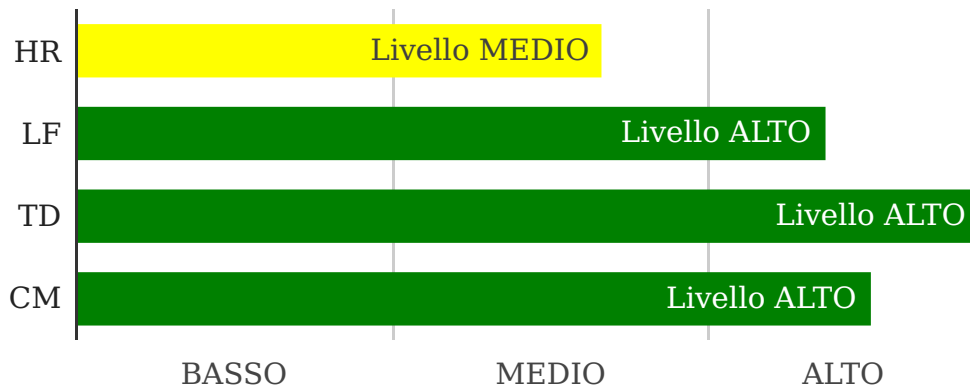 HR Livello MEDIO
LF Livello ALTO
TD Livello ALTO
CM Livello ALTO
BASSO MEDIO ALTO